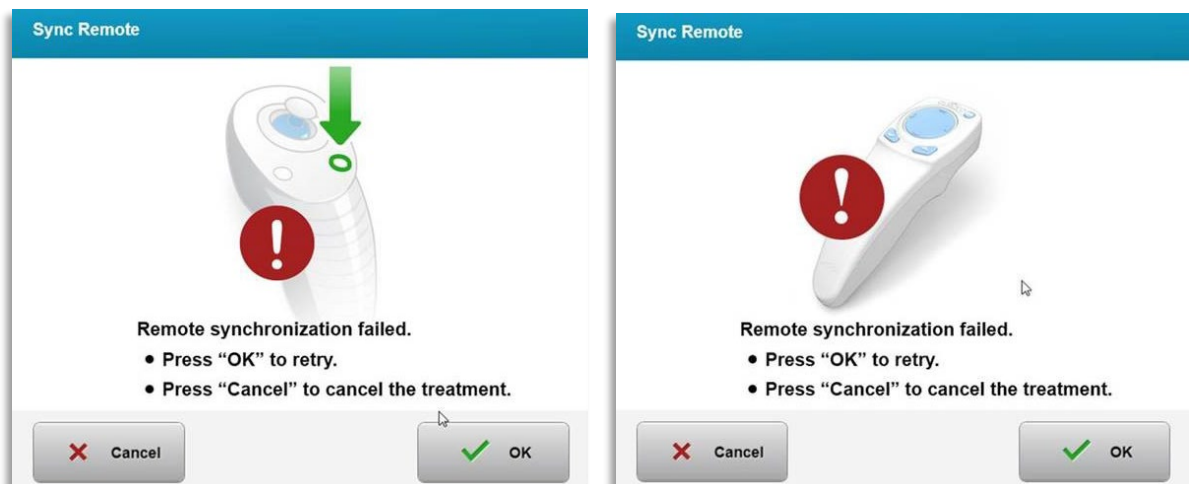 Sync Remote
Remote synchronization failed.
• Press “OK” to retry.
• Press “Cancel” to cancel the treatment.
Cancel
OK
Sync Remote
Remote synchronization failed.
• Press “OK” to retry.
• Press “Cancel” to cancel the treatment.
Cancel
OK